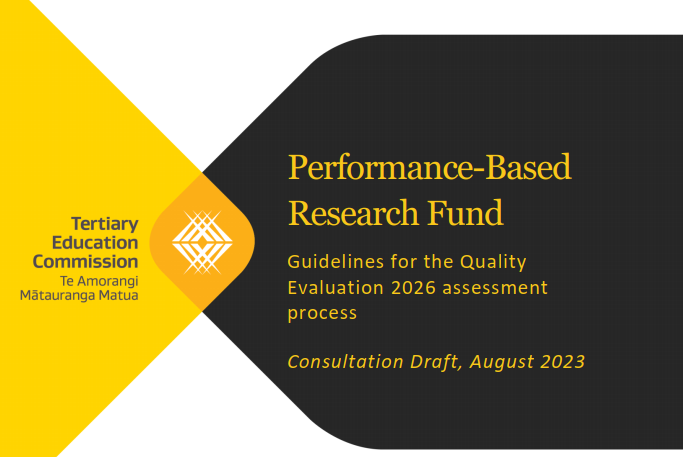 Tertiary
Education
Commission
Te Amorangi
Mātauranga Matua
Performance-Based
Research Fund
Guidelines for the Quality
Evaluation 2026 assessment
process
Consultation Draft, August 2023